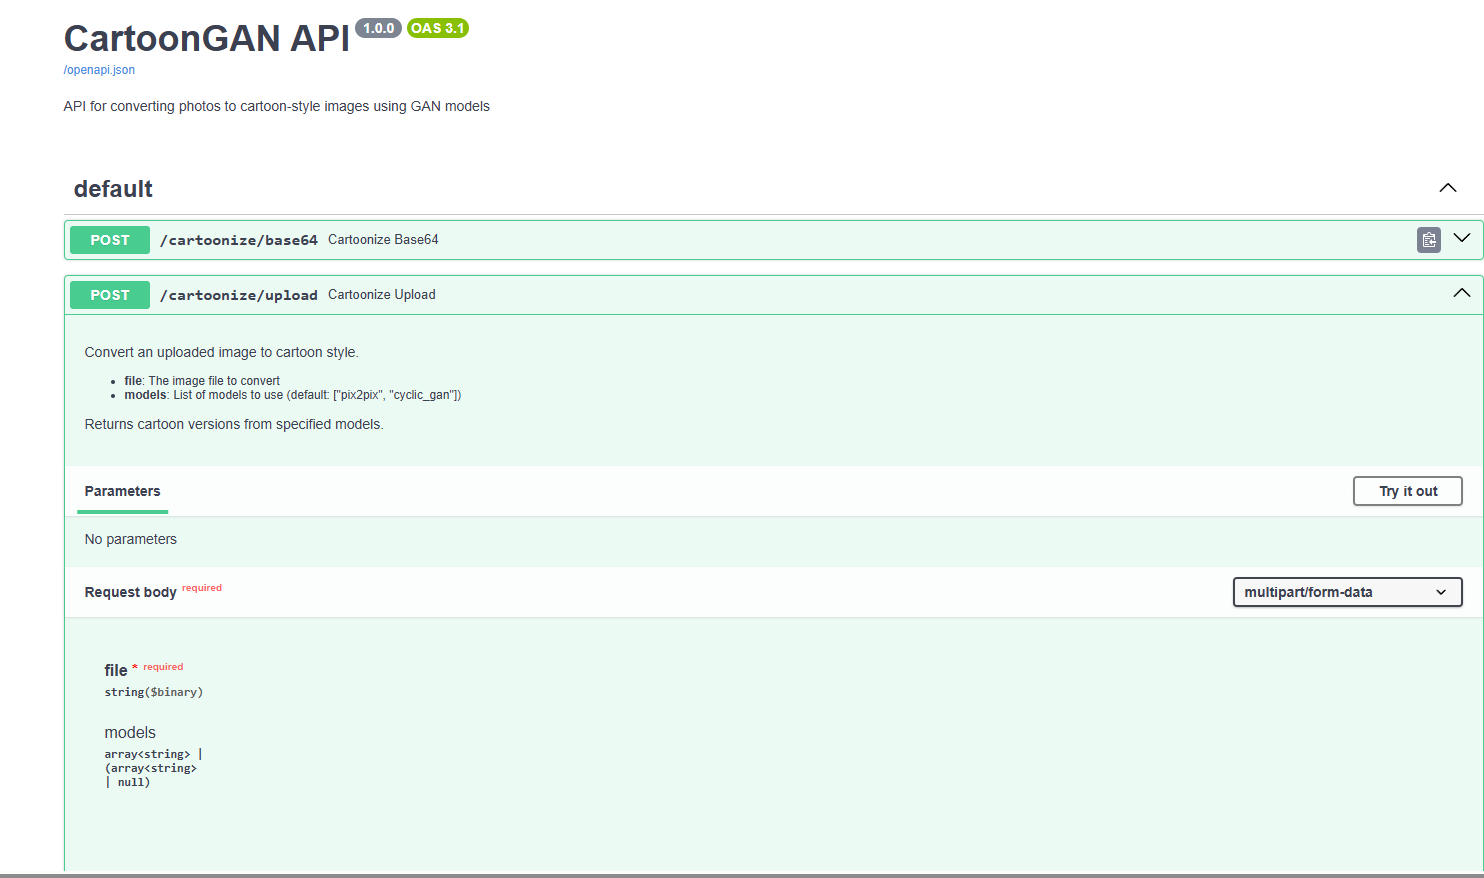 CartoonGAN API 1.0.0 OAS 3.1
/openapi.json
API for converting photos to cartoon-style images using GAN models
default
POST /cartoonize/base64 Cartoonize Base64
POST /cartoonize/upload Cartoonize Upload
Convert an uploaded image to cartoon style.
• file: The image file to convert
• models: List of models to use (default: ["pix2pix", "cyclic_gan"])
Returns cartoon versions from specified models.
Parameters
Try it out
No parameters
Request body required
multipart/form-data
file * required
string($binary)
models
array<string> |
(array<string>
| null)